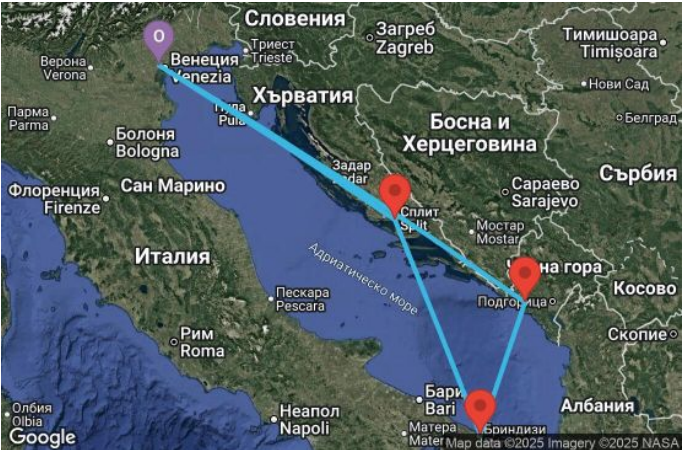 Словения
Загреб
Zagreb
Тимишоара
Timișoara
О
Триест
Trieste
Верона
Verona
Венеция
Venezia
Нови Сад
Хърватия
Парма
Parma
Пула
Pula
Белград
Босна и
Херцеговина
Болоня
Bologna
Задар
Сърбия
Флоренция
Firenze
Сан Марино
Сараево
Sarajevo
Сплит
Split
Мостар
Mostar
Италия
Адриатическо море
гора
Косово
Пескара
Pescara
Подгорица
Рим
Roma
Скопие
Бари
Bari
Албания
Олбия
Olbia
Неапол
Napoli
Матера
Бриндизи
Google
Map data ©2025 Imagery ©2025 NASA